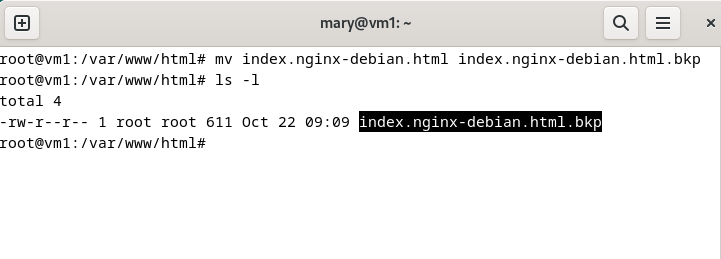 mary@vm1: ~
root@vm1:/var/www/html# mv index.nginx-debian.html index.nginx-debian.html.bkp
root@vm1:/var/www/html# ls -l
total 4
-rw-r--r-- 1 root root 611 Oct 22 09:09 index.nginx-debian.html.bkp
root@vm1:/var/www/html#